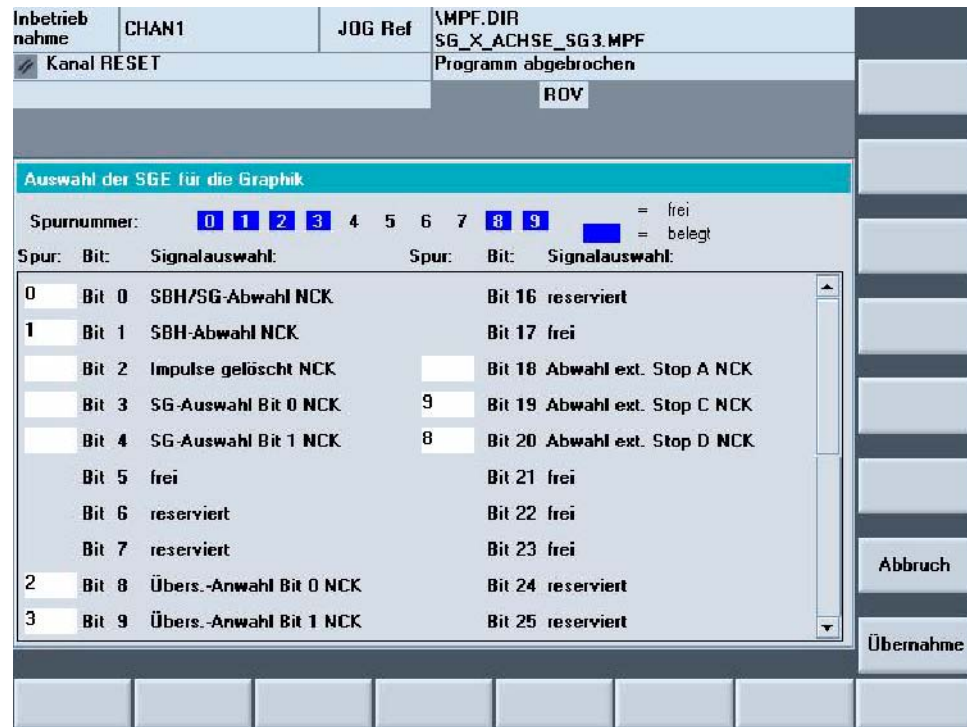 Inbetrieb
nahme
CHAN1
JOG Ref
\MPF.DIR
SG_X_ACHSE_SG3.MPF
Kanal RESET
Programm abgebrochen
ROV
Auswahl der SGE für die Graphik
Spurnummer: 0 1 2 3 4 5 6 7 8 9
= frei
= belegt
Spur: Bit: Signalauswahl: Spur: Bit: Signalauswahl:
0 Bit 0 SBH/SG-Abwahl NCK Bit 16 reserviert
1 Bit 1 SBH-Abwahl NCK Bit 17 frei
Bit 2 Impulse gelöscht NCK Bit 18 Abwahl ext. Stop A NCK
Bit 3 SG-Auswahl Bit 0 NCK 9 Bit 19 Abwahl ext. Stop C NCK
Bit 4 SG-Auswahl Bit 1 NCK 8 Bit 20 Abwahl ext. Stop D NCK
Bit 5 frei Bit 21 frei
Bit 6 reserviert Bit 22 frei
Bit 7 reserviert Bit 23 frei
2 Bit 8 Übers.-Anwahl Bit 0 NCK Bit 24 reserviert
3 Bit 9 Übers.-Anwahl Bit 1 NCK Bit 25 reserviert
Abbruch
Übernahme